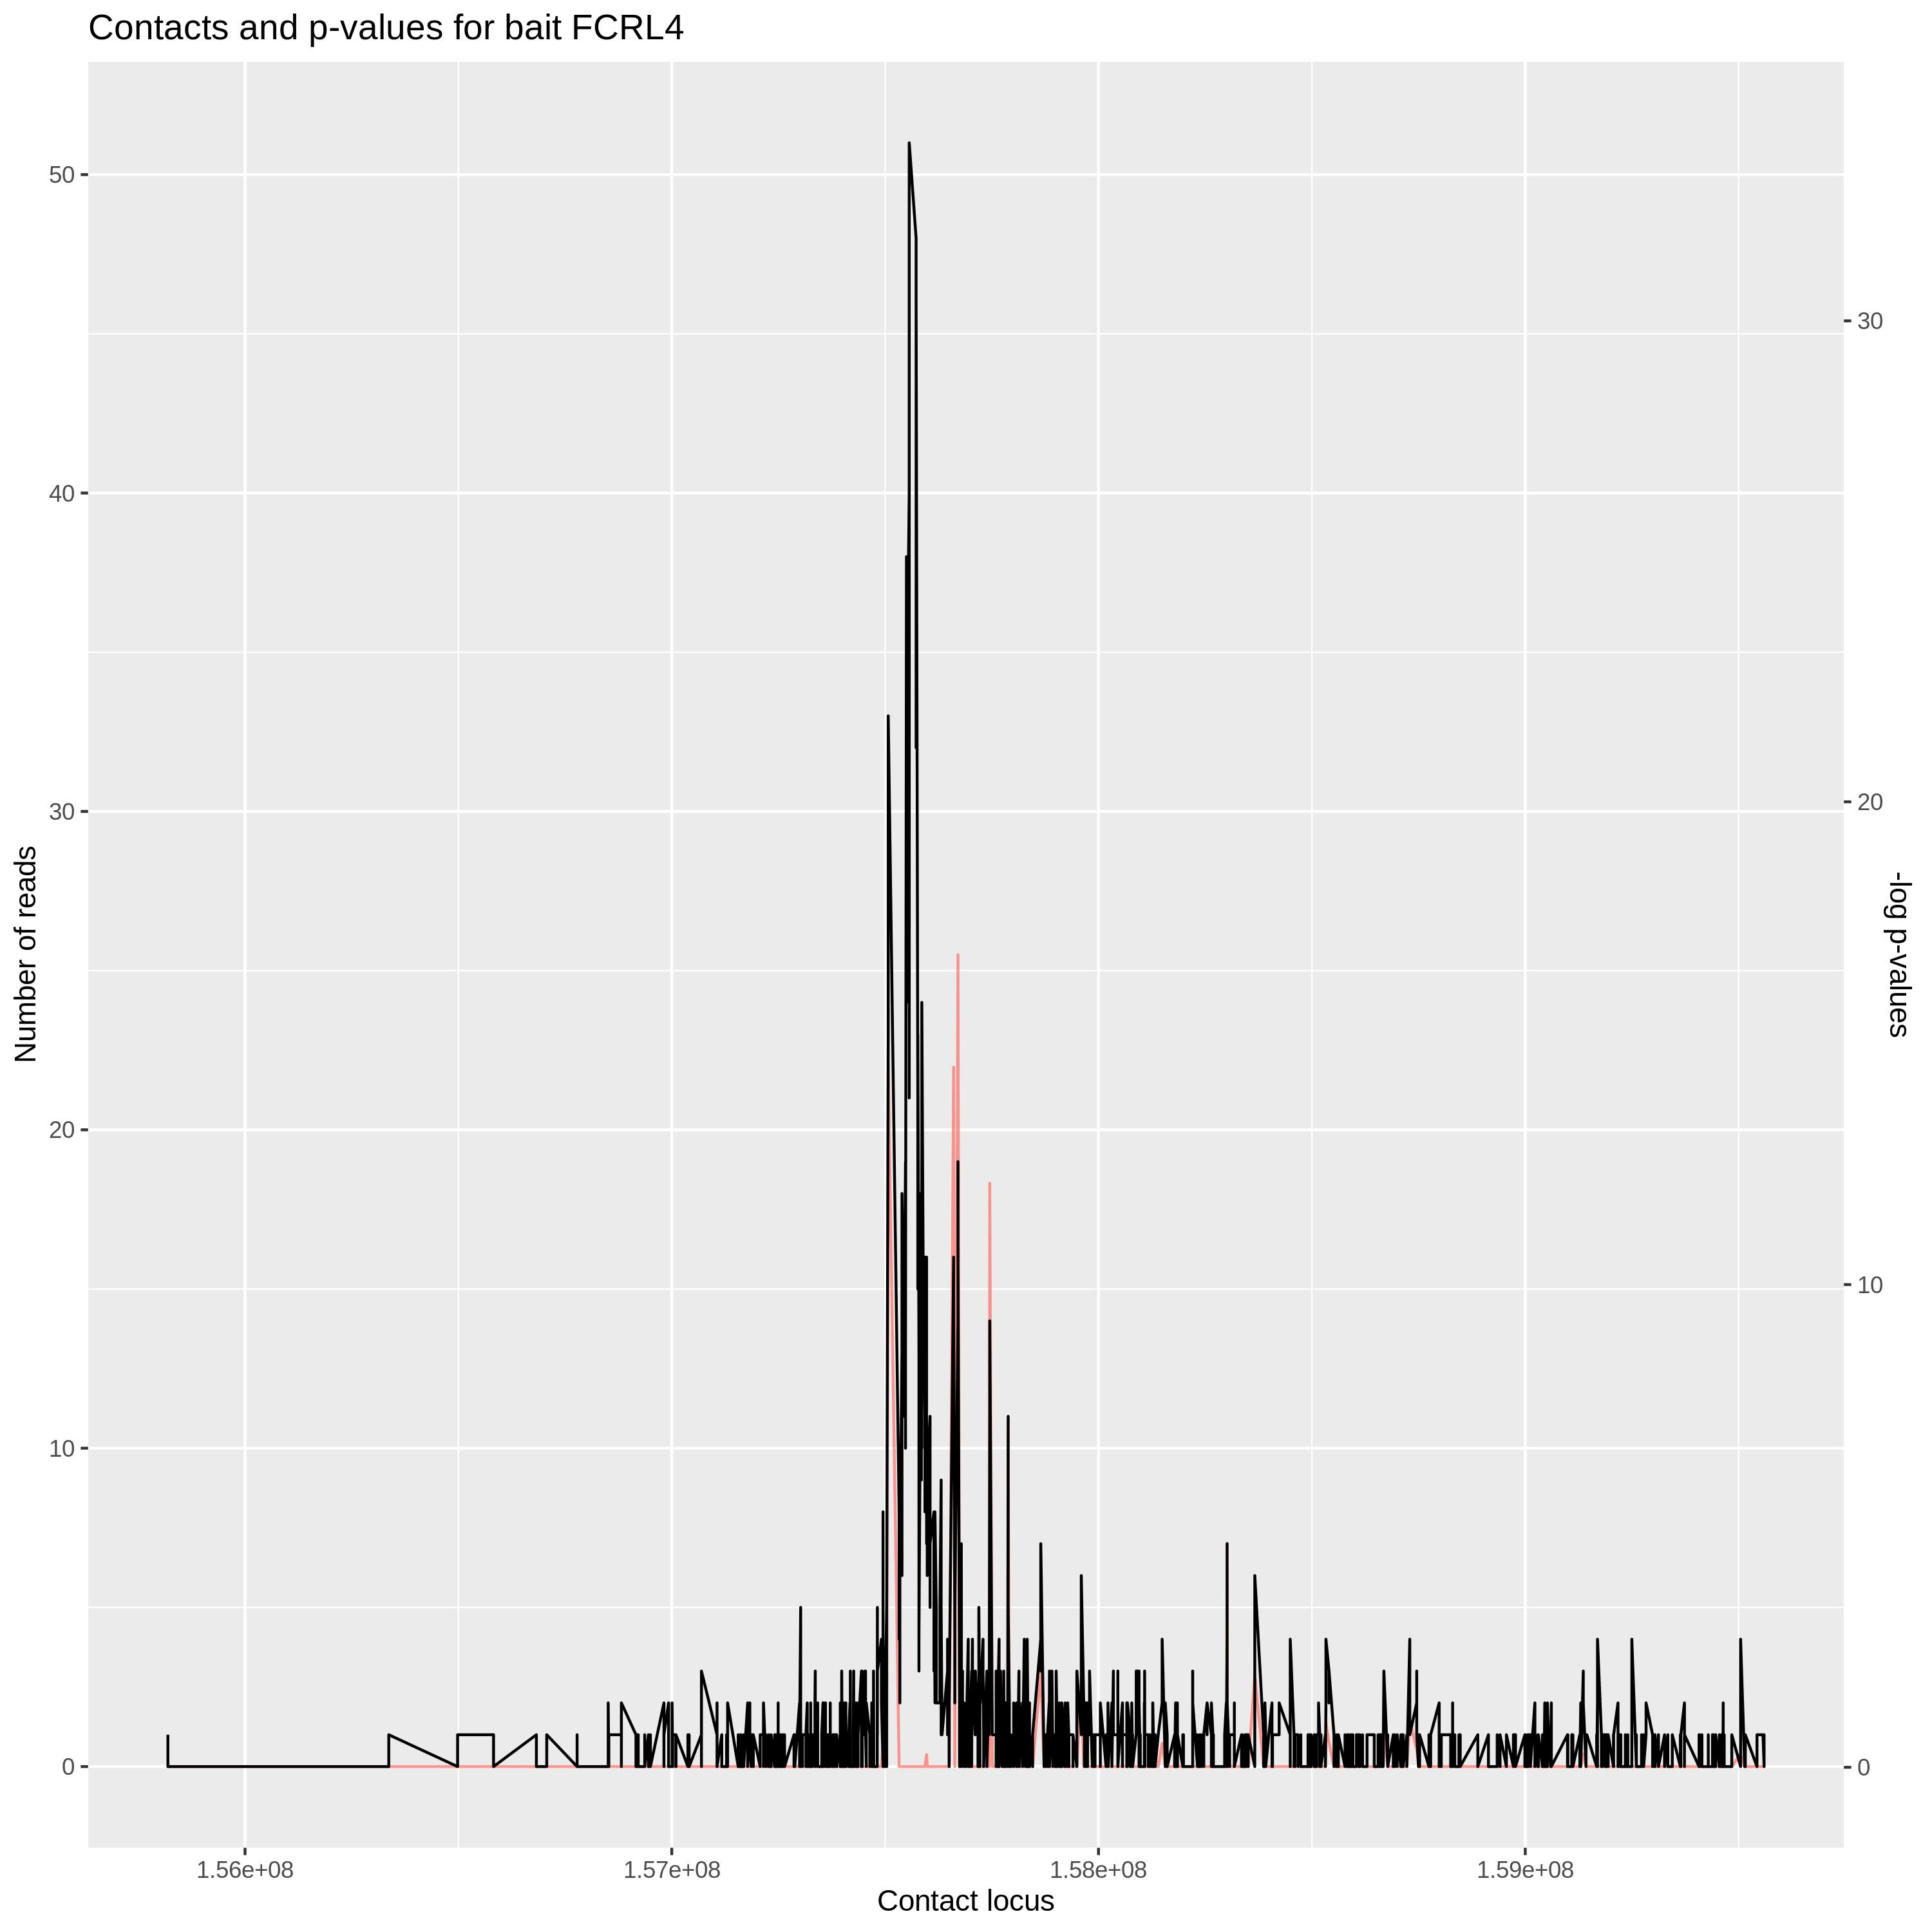 Contacts and p-values for bait FCRL4
50
40
30
20
10
0
Number of reads
30
20
10
0
-log p-values
1.56e+08
1.57e+08
1.58e+08
1.59e+08
Contact locus